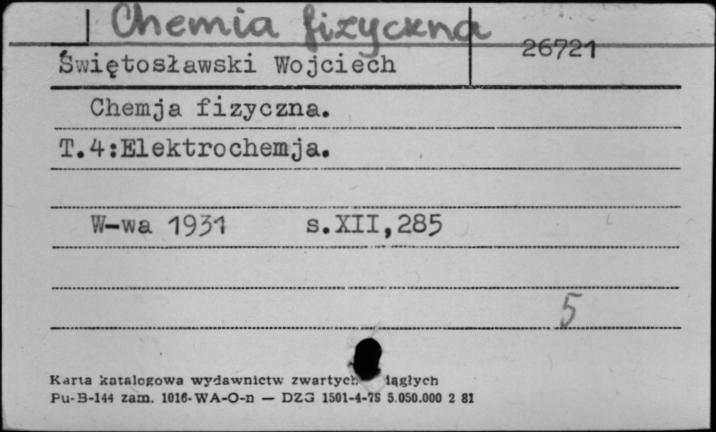 Chemia fizyczna
26721
Świętosławski Wojciech
Chemja fizyczna.
T.4:Elektrochemja.
W-wa 1931 s.XII,285
5
Karta katalogowa wydawnictw zwartych iągłych
Pu-B-144 zam. 1016-WA-O-n — DZG 1501-4-78 5.050.000 2 81